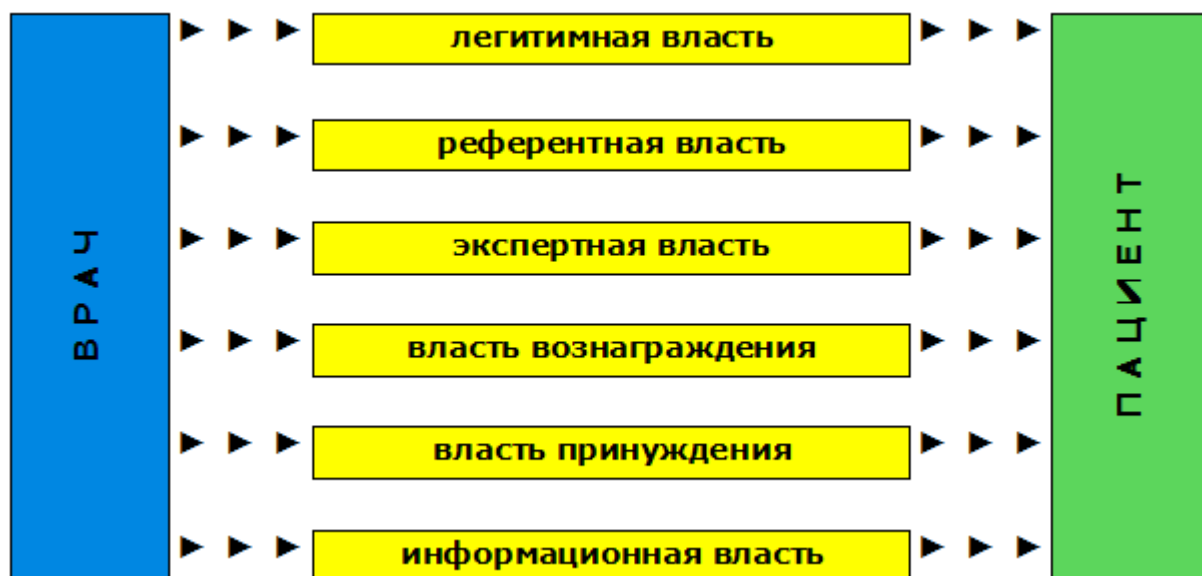 ВРАЧ
легитимная власть
референтная власть
экспертная власть
власть вознаграждения
власть принуждения
информационная власть
ПАЦИЕНТ